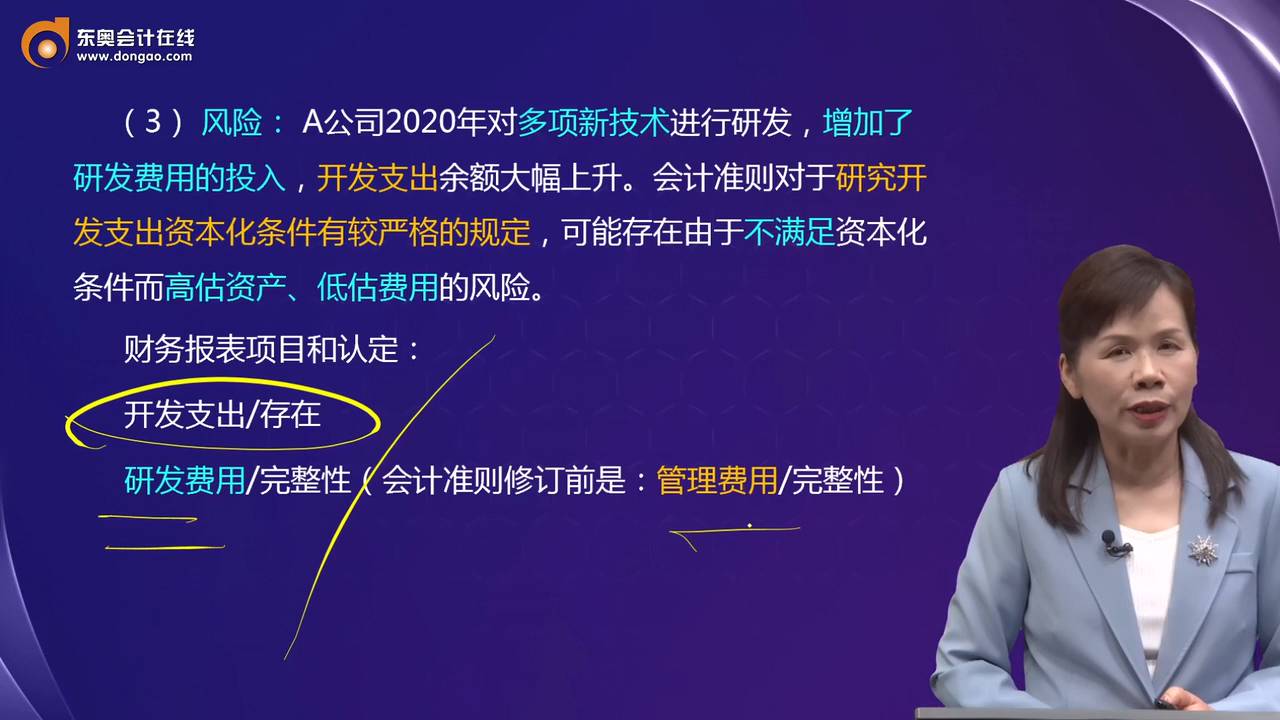 东奥会计在线
www.dongao.com
（3）风险：A公司2020年对多项新技术进行研发，增加了
研发费用的投入，开发支出余额大幅上升。会计准则对于研究开
发支出资本化条件有较严格的规定，可能存在由于不满足资本化
条件而高估资产、低估费用的风险。
财务报表项目和认定：
开发支出/存在
研发费用/完整性（会计准则修订前是：管理费用/完整性）